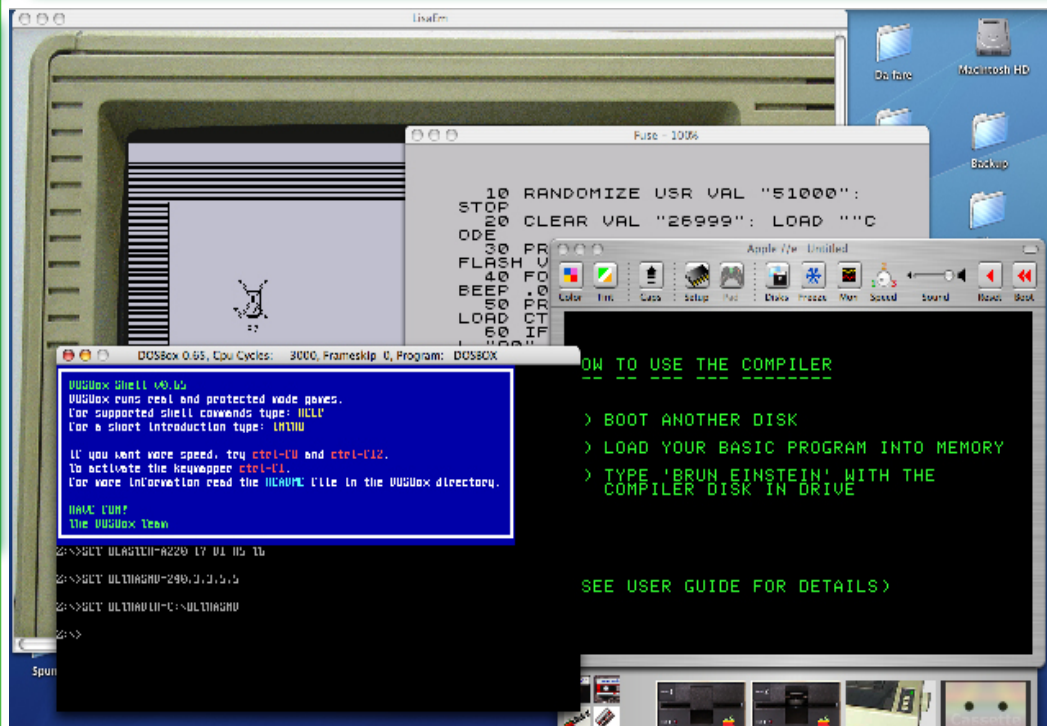 LisaEm
Da fare
Macintosh HD
Backup
Fuse - 100%
10 RANDOMIZE USR VAL "51000":
STOP
20 CLEAR VAL "26999": LOAD ""C
ODE
30 PR
FLASH V
40 FO
BEEP .0
50 PR
LOAD CT
60 IF
Apple //e Untitled
Color Tint Caps Setup Pad Disks Freeze Mon Speed Sound Reset Boot
OW TO USE THE COMPILER
) BOOT ANOTHER DISK
) LOAD YOUR BASIC PROGRAM INTO MEMORY
) TYPE 'BRUN EINSTEIN' WITH THE
COMPILER DISK IN DRIVE
SEE USER GUIDE FOR DETAILS)
DOSBox 0.65, Cpu Cycles: 3000, Frameskip 0, Program: DOSBOX
DOSBox Shell v0.65
DOSBox runs real and protected mode games.
For supported shell commands type: HELP
For a short introduction type: INTRO
If you want more speed, try ctrl-F8 and ctrl-F12.
To activate the keymapper ctrl-F1.
For more information read the README file in the DOSBox directory.
HAVE FUN!
The DOSBox Team
Z:\>SET BLASTER=A220 I7 D1 H5 T6
Z:\>SET ULTRASND=240,3,3,5,5
Z:\>SET ULTRADIR=C:\ULTRASND
Z:\>
Spun
Cassette